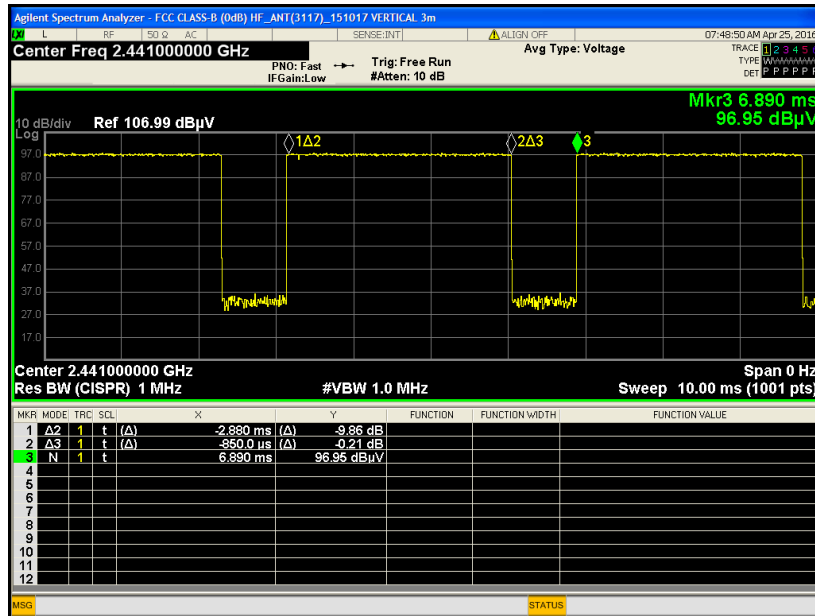 Agilent Spectrum Analyzer - FCC CLASS-B (0dB) HF_ANT(3117)_151017 VERTICAL 3m
LXI L RF 50 Ω AC SENSE:INT ALIGN OFF 07:48:50 AM Apr 25, 2016
Center Freq 2.441000000 GHz
Avg Type: Voltage
TRACE 1 2 3 4 5 6
PNO: Fast Trig: Free Run
TYPE
IFGain:Low #Atten: 10 dB
DET P P P P P
Mkr3 6.890 ms
96.95 dBµV
10 dB/div Ref 106.99 dBµV
Log
1Δ2 2Δ3 3
97.0
87.0
77.0
67.0
57.0
47.0
37.0
27.0
17.0
Center 2.441000000 GHz Span 0 Hz
Res BW (CISPR) 1 MHz #VBW 1.0 MHz Sweep 10.00 ms (1001 pts)
MKR MODE TRC SCL X Y FUNCTION FUNCTION WIDTH FUNCTION VALUE
1 Δ2 1 t (Δ) -2.880 ms (Δ) -9.86 dB
2 Δ3 1 t (Δ) -850.0 µs (Δ) -0.21 dB
3 N 1 t 6.890 ms 96.95 dBµV
4
5
6
7
8
9
10
11
12
MSG STATUS